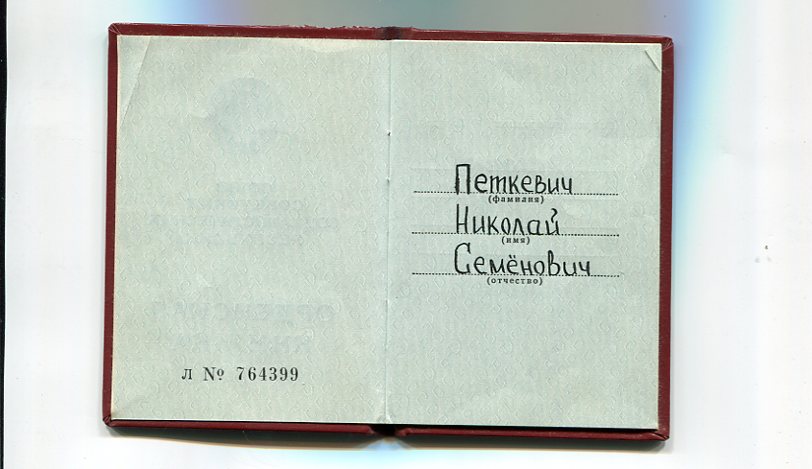 л № 764399
Петкевич
(фамилия)
Николай
(имя)
Семёнович
(отчество)